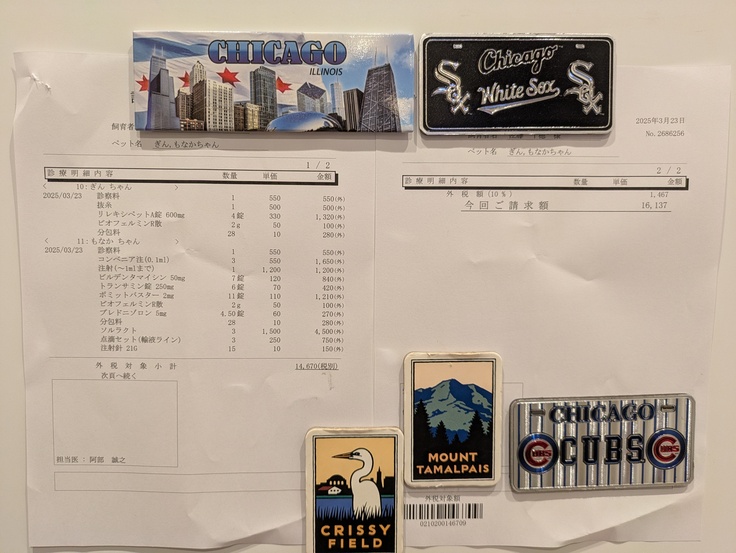 CHICAGO
ILLINOIS
Chicago
White Sox
Sox
Sox
飼育者
ペット名 ぎん,もなかちゃん
1 / 2
診療明細内容 数量 単価 金額
< 10:ぎん ちゃん >
2025/03/23 診察料 1 550 550(外)
抜糸 1 500 500(外)
リレキシペットA錠 600mg 4錠 330 1,320(外)
ビオフェルミンR散 2g 50 100(外)
分包料 28 10 280(外)
< 11:もなか ちゃん >
2025/03/23 診察料 1 550 550(外)
コンベニア注(0.1ml) 3 550 1,650(外)
注射(〜1mlまで) 1 1,200 1,200(外)
ビルデンタマイシン 50mg 7錠 120 840(外)
トランサミン錠 250mg 6錠 70 420(外)
ボミットバスター 2mg 11錠 110 1,210(外)
ビオフェルミンR散 2g 50 100(外)
プレドニゾロン 5mg 4.50錠 60 270(外)
分包料 28 10 280(外)
ソルラクト 3 1,500 4,500(外)
点滴セット(輸液ライン) 3 250 750(外)
注射針 21G 15 10 150(外)
外 税 対 象 小 計 14,670(税別)
次頁へ続く
担当医 : 阿部 誠之
2025年3月23日
No.2686256
ペット名 ぎん,もなかちゃん
2 / 2
診療明細内容 数量 単価 金額
外 税 額 (10%) 1,467
今回ご請求額 16,137
MOUNT
TAMALPAIS
CHICAGO
CUBS
CUBS
CUBS
CRISSY
FIELD
外税対象額
0210200146709